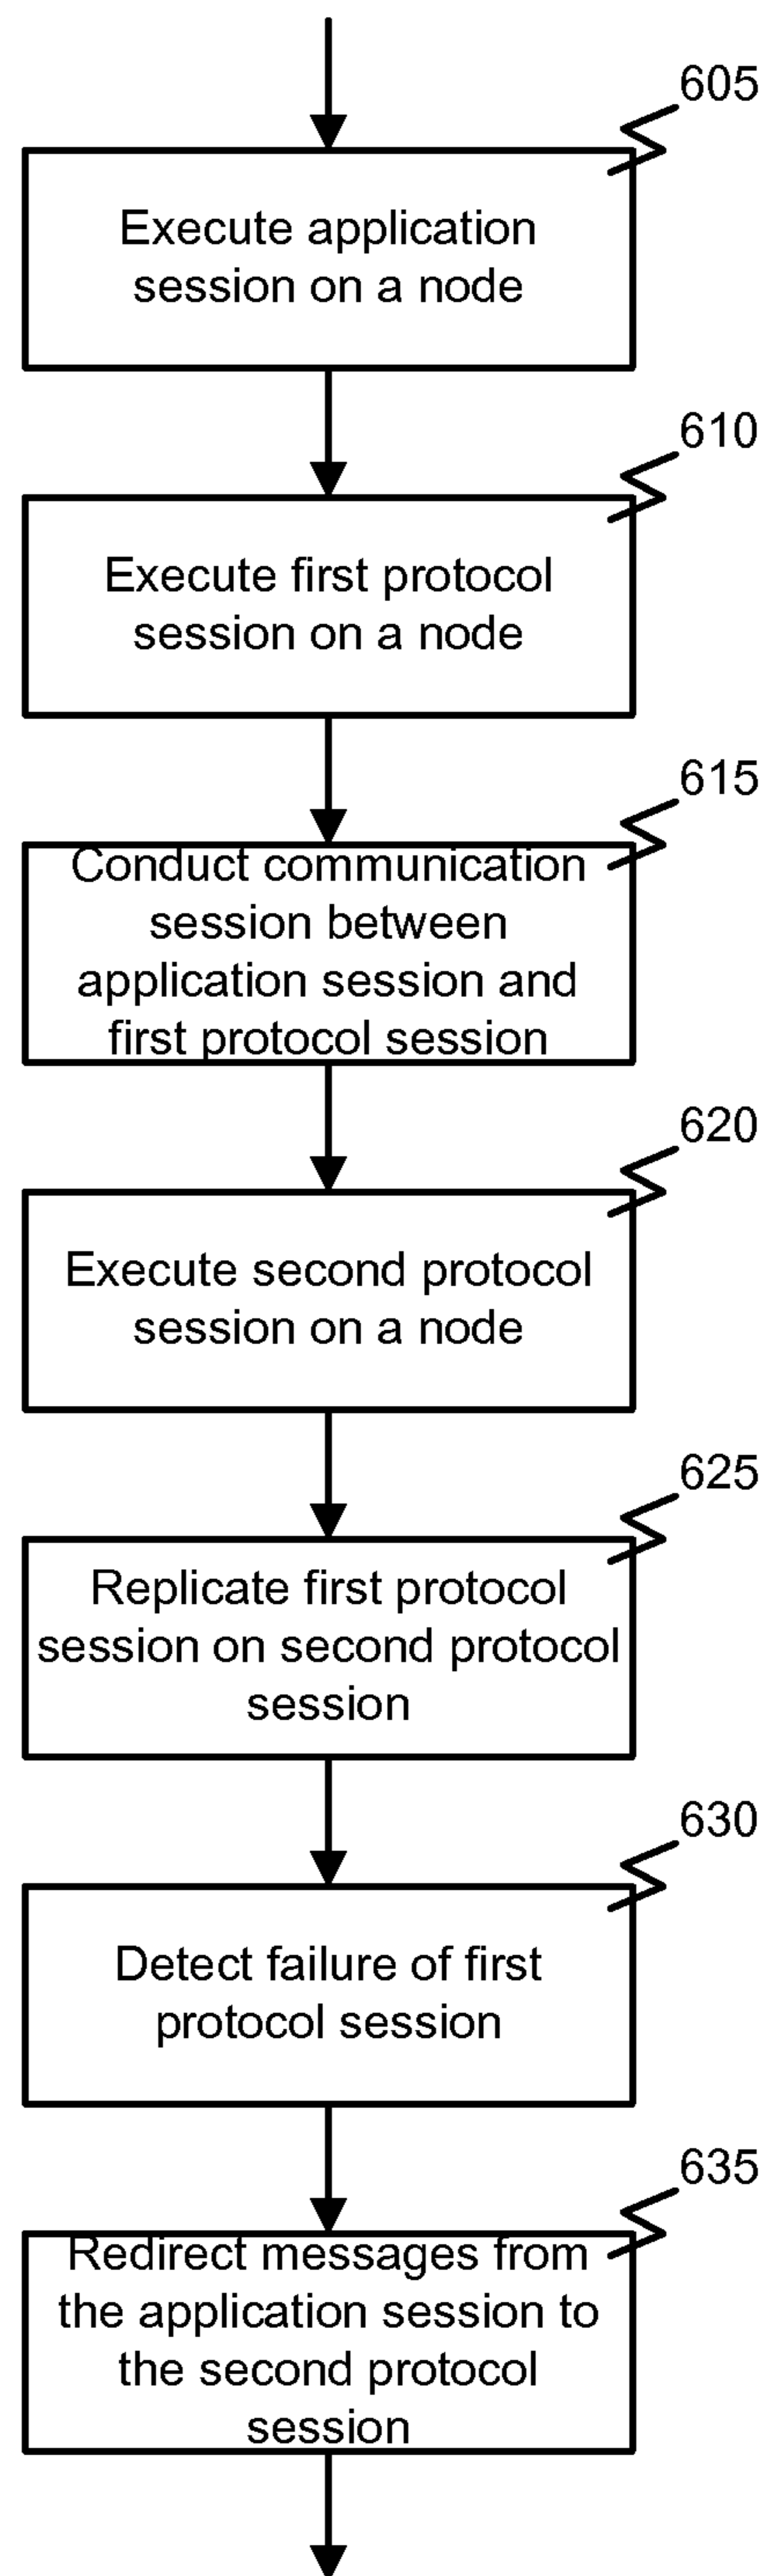 605
Execute application
session on a node
610
Execute first protocol
session on a node
615
Conduct communication
session between
application session and
first protocol session
620
Execute second protocol
session on a node
625
Replicate first protocol
session on second protocol
session
630
Detect failure of first
protocol session
635
Redirect messages from
the application session to
the second protocol
session